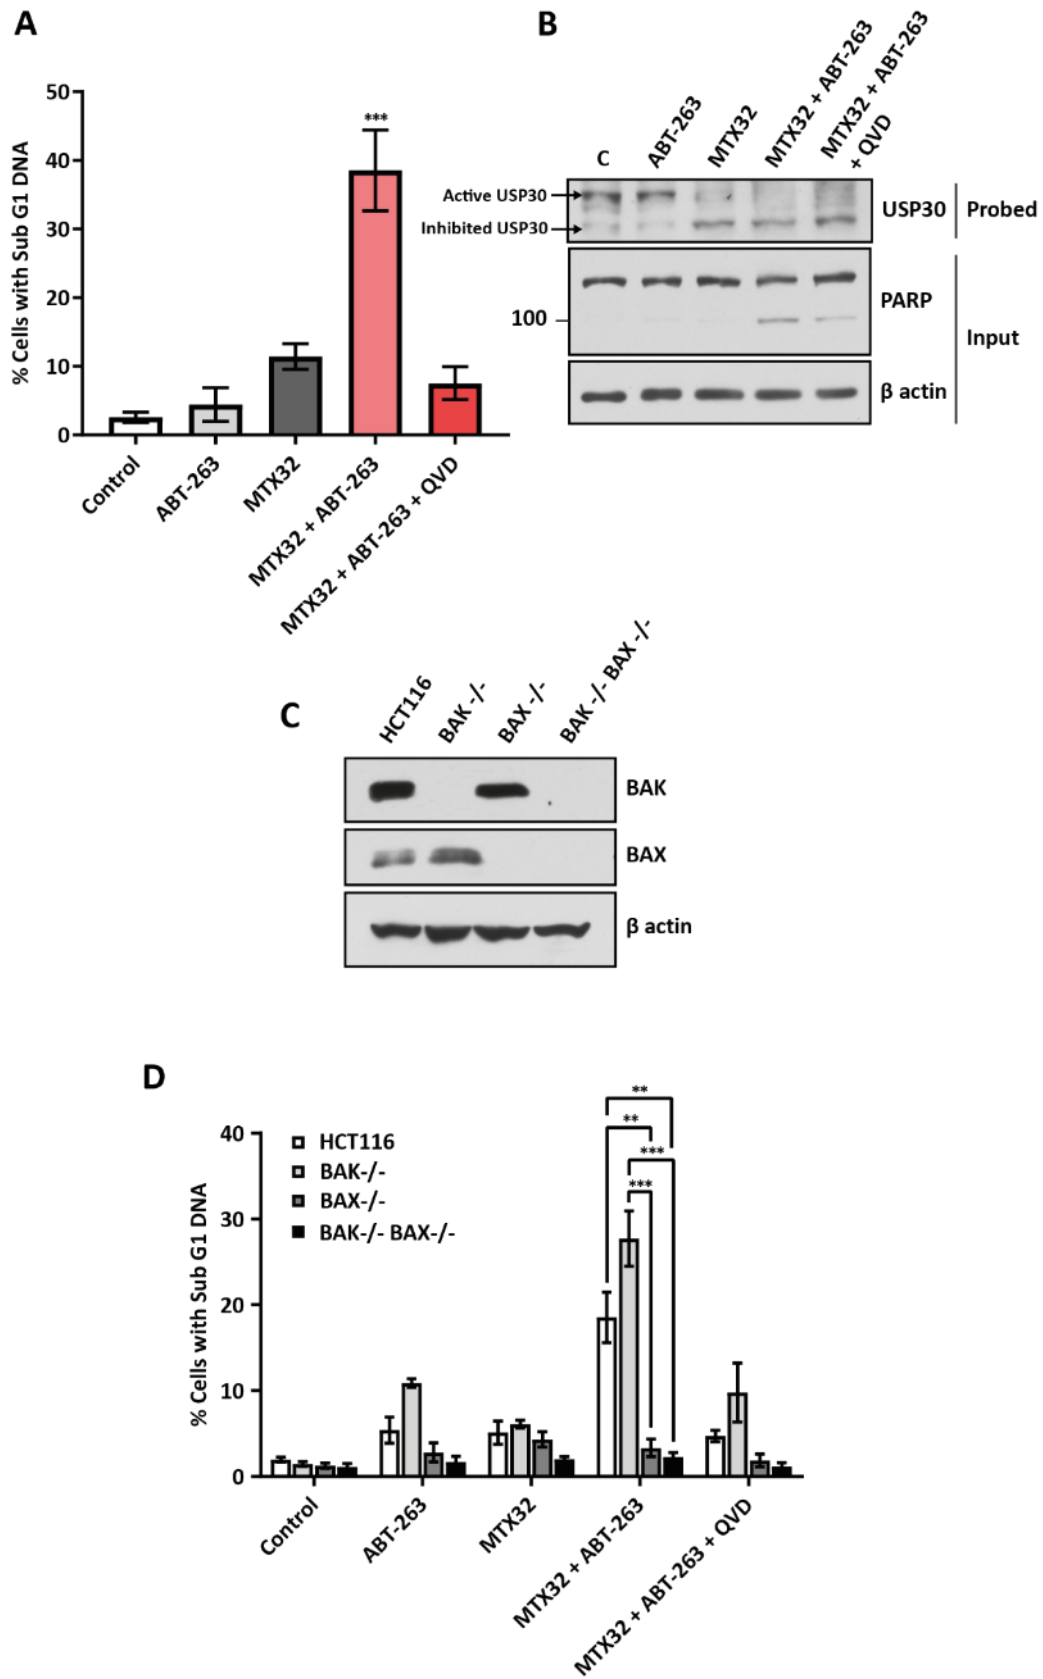 A
% Cells with Sub G1 DNA
50
40
30
20
10
0
***
Control
ABT-263
MTX32
MTX32 + ABT-263
MTX32 + ABT-263 + QVD
B
C
ABT-263
MTX32
MTX32 + ABT-263
MTX32 + ABT-263
+ QVD
Active USP30
Inhibited USP30
USP30
Probed
100
PARP
Input
β actin
C
HCT116
BAK -/-
BAX -/-
BAK -/- BAX -/-
BAK
BAX
β actin
D
% Cells with Sub G1 DNA
40
30
20
10
0
HCT116
BAK-/-
BAX-/-
BAK-/- BAX-/-
**
**
***
***
Control
ABT-263
MTX32
MTX32 + ABT-263
MTX32 + ABT-263 + QVD